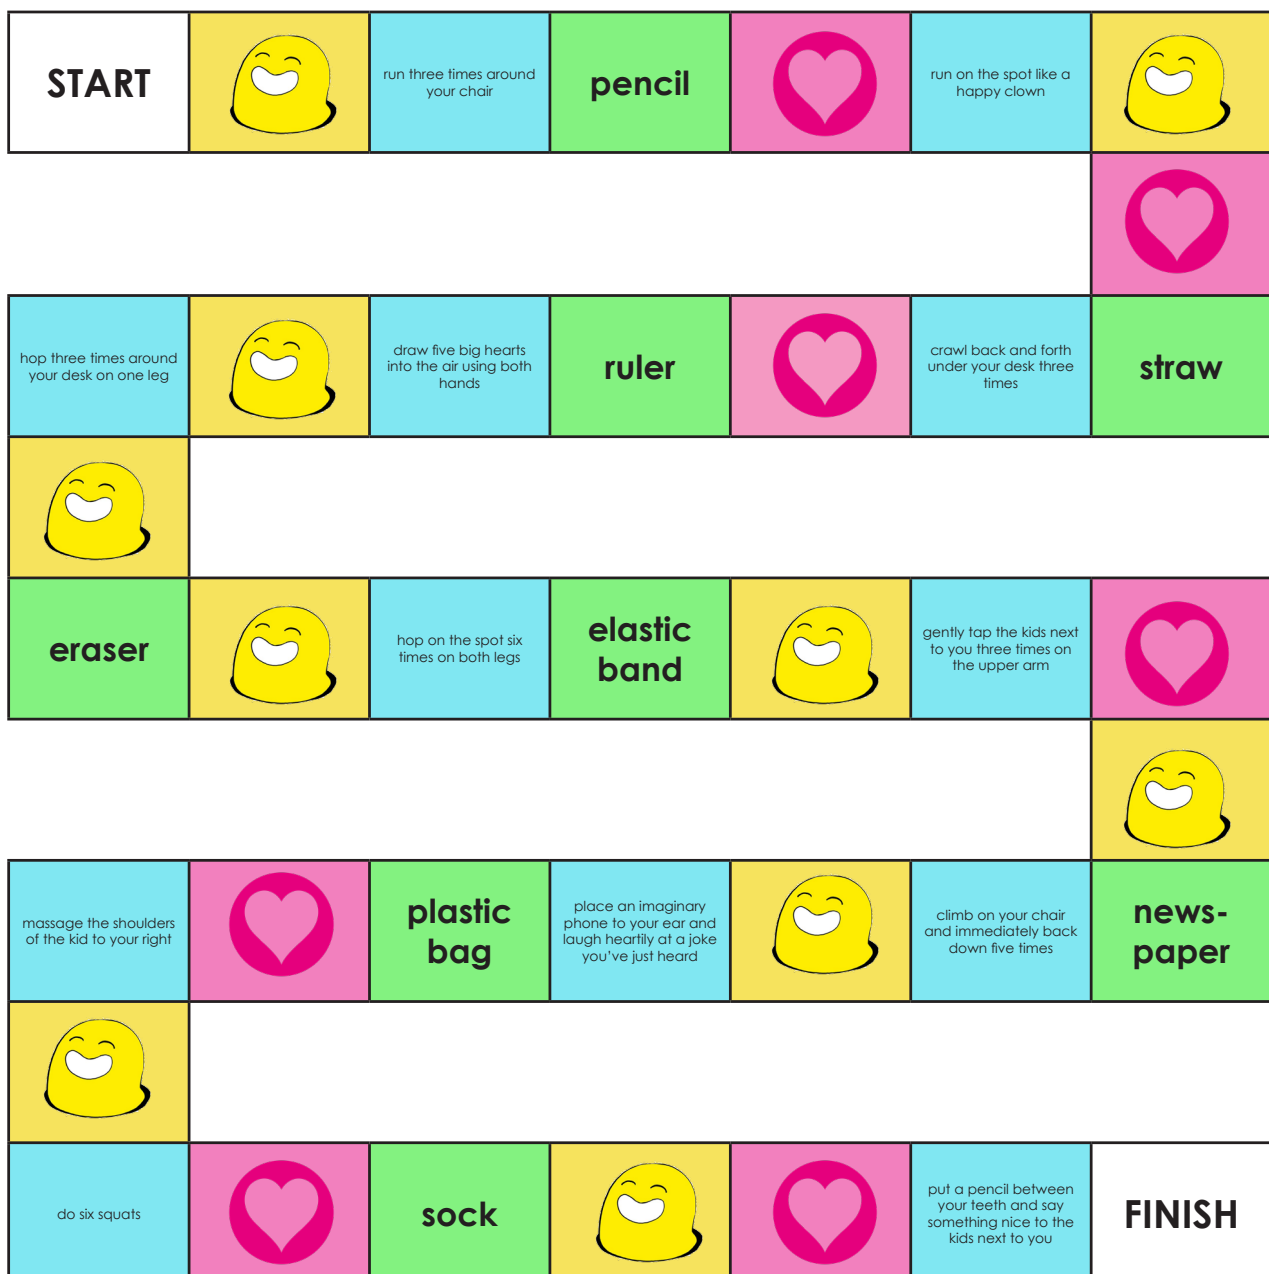 START
run three times around
your chair
pencil
run on the spot like a
happy clown
hop three times around
your desk on one leg
draw five big hearts
into the air using both
hands
ruler
crawl back and forth
under your desk three
times
straw
eraser
hop on the spot six
times on both legs
elastic
band
gently tap the kids next
to you three times on
the upper arm
massage the shoulders
of the kid to your right
plastic
bag
place an imaginary
phone to your ear and
laugh heartily at a joke
you've just heard
climb on your chair
and immediately back
down five times
news-
paper
do six squats
sock
put a pencil between
your teeth and say
something nice to the
kids next to you
FINISH